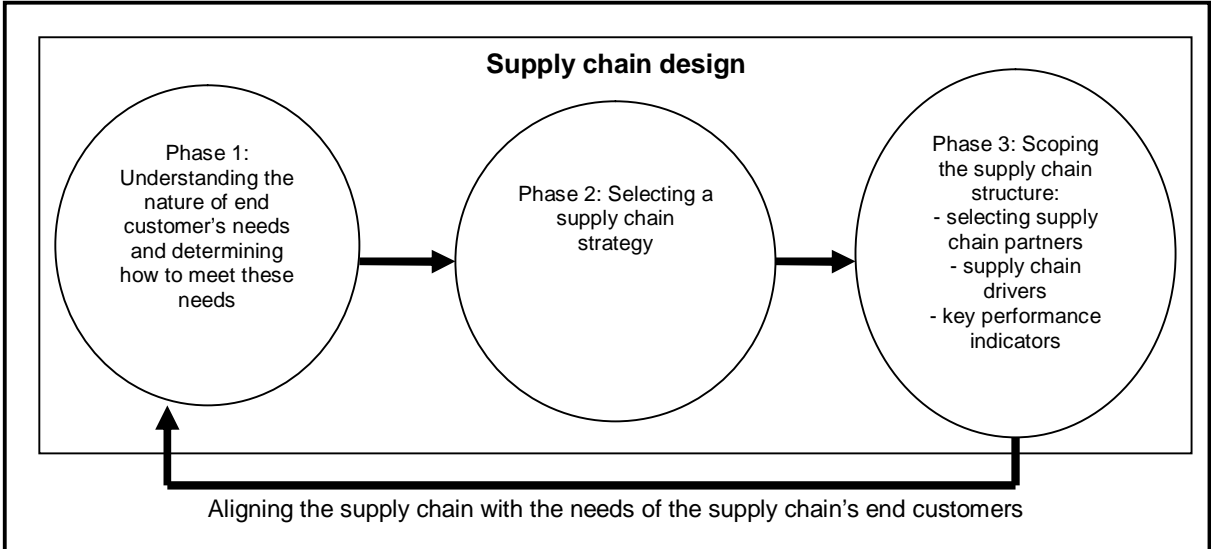 Supply chain design
Phase 1:
Understanding the
nature of end
customer’s needs
and determining
how to meet these
needs
Phase 2: Selecting a
supply chain
strategy
Phase 3: Scoping
the supply chain
structure:
- selecting supply
chain partners
- supply chain
drivers
- key performance
indicators
Aligning the supply chain with the needs of the supply chain’s end customers